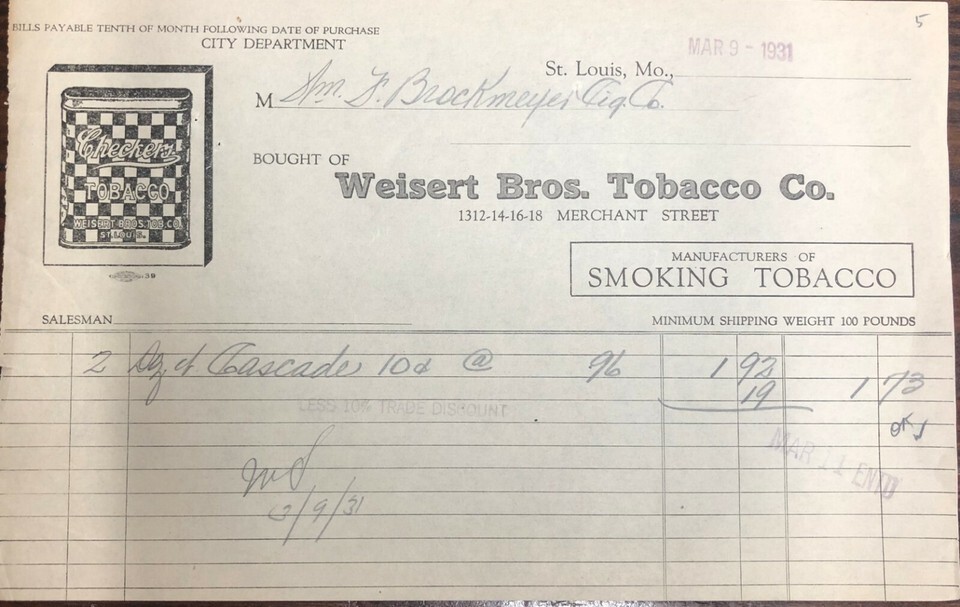 5
BILLS PAYABLE TENTH OF MONTH FOLLOWING DATE OF PURCHASE
CITY DEPARTMENT
MAR 9 - 1931
St. Louis, Mo.,
M Wm. F. Brockmeyer Cig. Co.
Checkers
TOBACCO
WEISERT BROS. TOB. CO.
ST. LOUIS.
39
BOUGHT OF
Weisert Bros. Tobacco Co.
1312-14-16-18 MERCHANT STREET
MANUFACTURERS OF
SMOKING TOBACCO
SALESMAN
MINIMUM SHIPPING WEIGHT 100 POUNDS
2 Dz ct Cascade 10¢ @ 96 1 92
19 1 73
LESS 10% TRADE DISCOUNT
OK
MAR 11 ENT'D
3/9/31